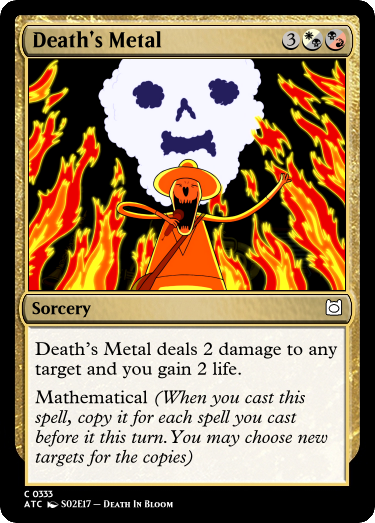 Death's Metal 3
Sorcery
Death's Metal deals 2 damage to any
target and you gain 2 life.
Mathematical (When you cast this
spell, copy it for each spell you cast
before it this turn.You may choose new
targets for the copies)
C 0333
ATC S02E17 – Death In Bloom